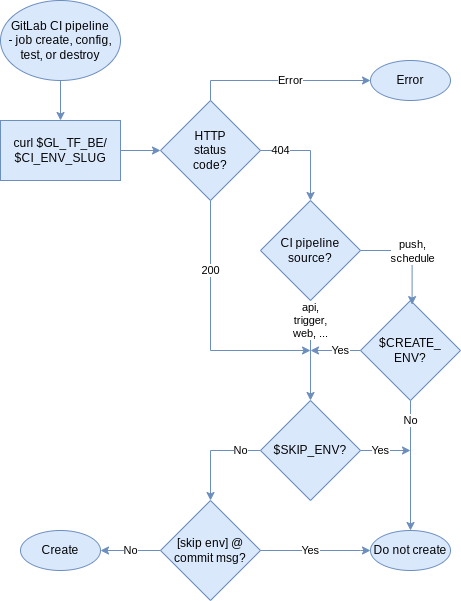 GitLab CI pipeline
- job create, config,
test, or destroy
Error
Error
curl $GL_TF_BE/
$CI_ENV_SLUG
HTTP
status
code?
404
CI pipeline
source?
push,
schedule
200
api,
trigger,
web, ...
Yes
$CREATE_
ENV?
No
No
$SKIP_ENV?
Yes
Create
No
[skip env] @
commit msg?
Yes
Do not create